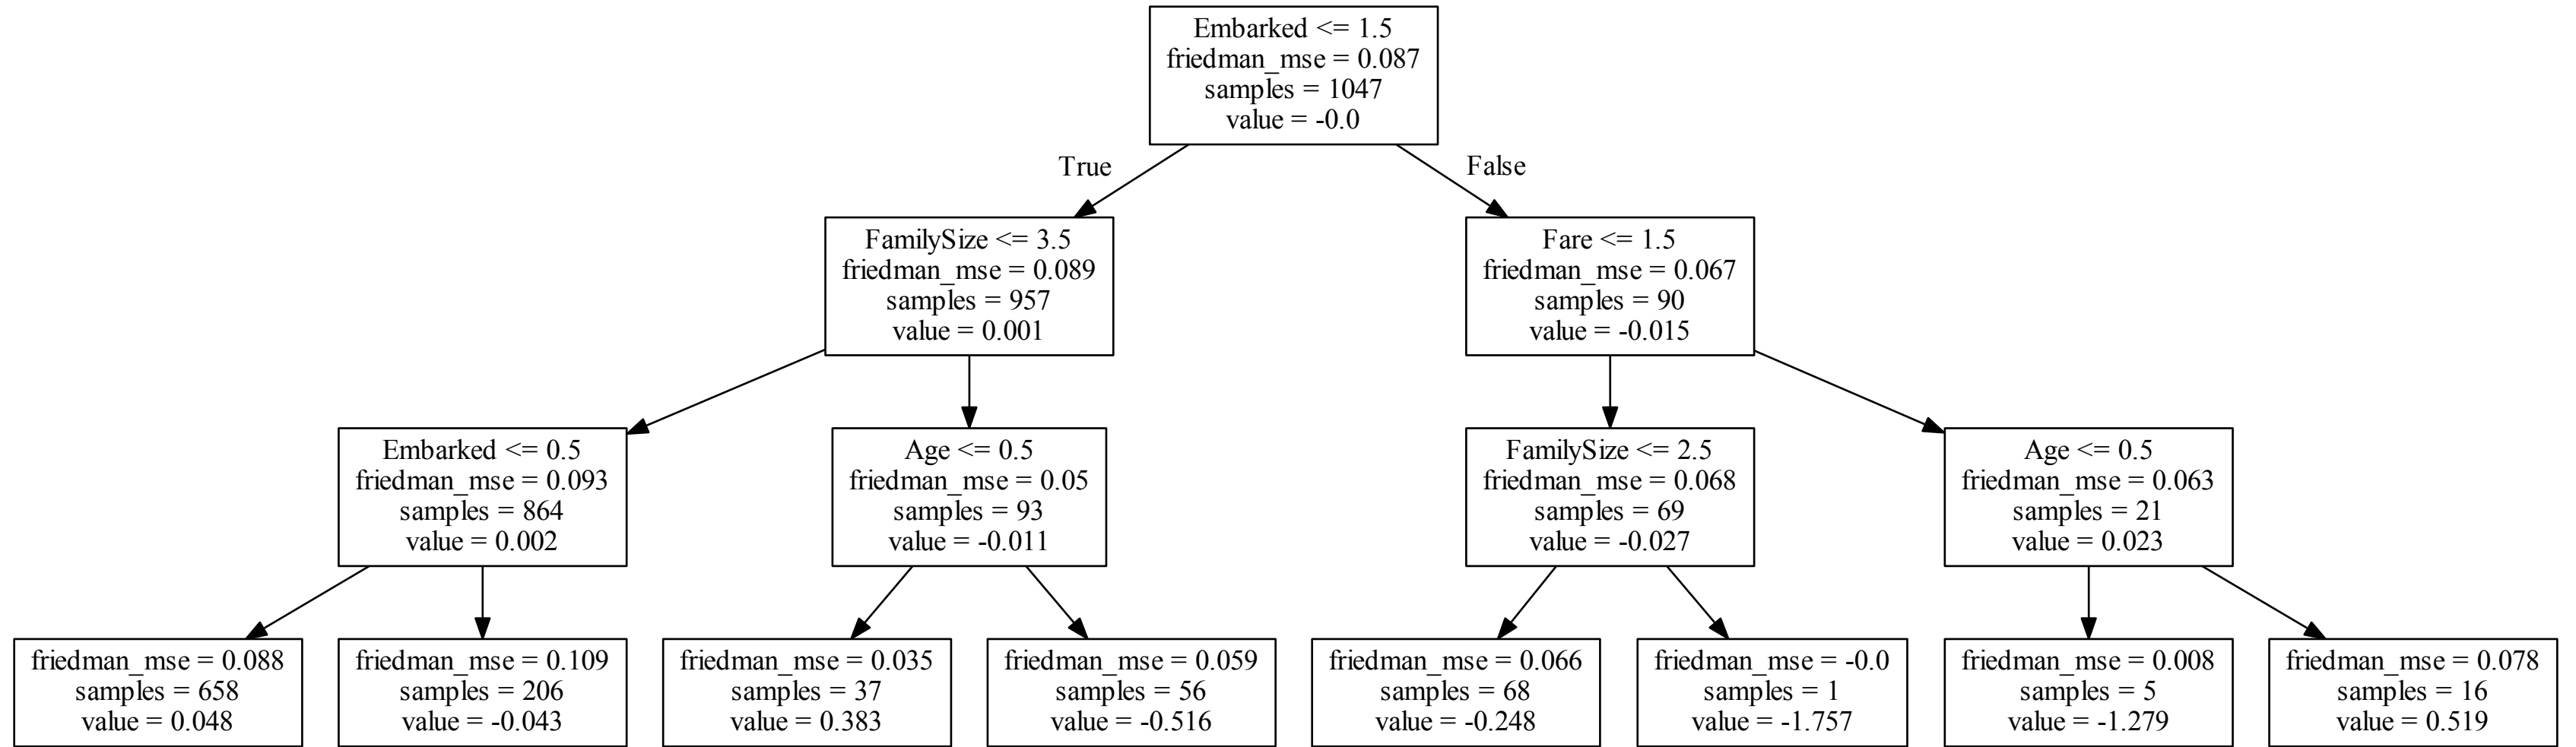 Embarked <= 1.5
friedman_mse = 0.087
samples = 1047
value = -0.0
True
False
FamilySize <= 3.5
friedman_mse = 0.089
samples = 957
value = 0.001
Fare <= 1.5
friedman_mse = 0.067
samples = 90
value = -0.015
Embarked <= 0.5
friedman_mse = 0.093
samples = 864
value = 0.002
Age <= 0.5
friedman_mse = 0.05
samples = 93
value = -0.011
FamilySize <= 2.5
friedman_mse = 0.068
samples = 69
value = -0.027
Age <= 0.5
friedman_mse = 0.063
samples = 21
value = 0.023
friedman_mse = 0.088
samples = 658
value = 0.048
friedman_mse = 0.109
samples = 206
value = -0.043
friedman_mse = 0.035
samples = 37
value = 0.383
friedman_mse = 0.059
samples = 56
value = -0.516
friedman_mse = 0.066
samples = 68
value = -0.248
friedman_mse = -0.0
samples = 1
value = -1.757
friedman_mse = 0.008
samples = 5
value = -1.279
friedman_mse = 0.078
samples = 16
value = 0.519